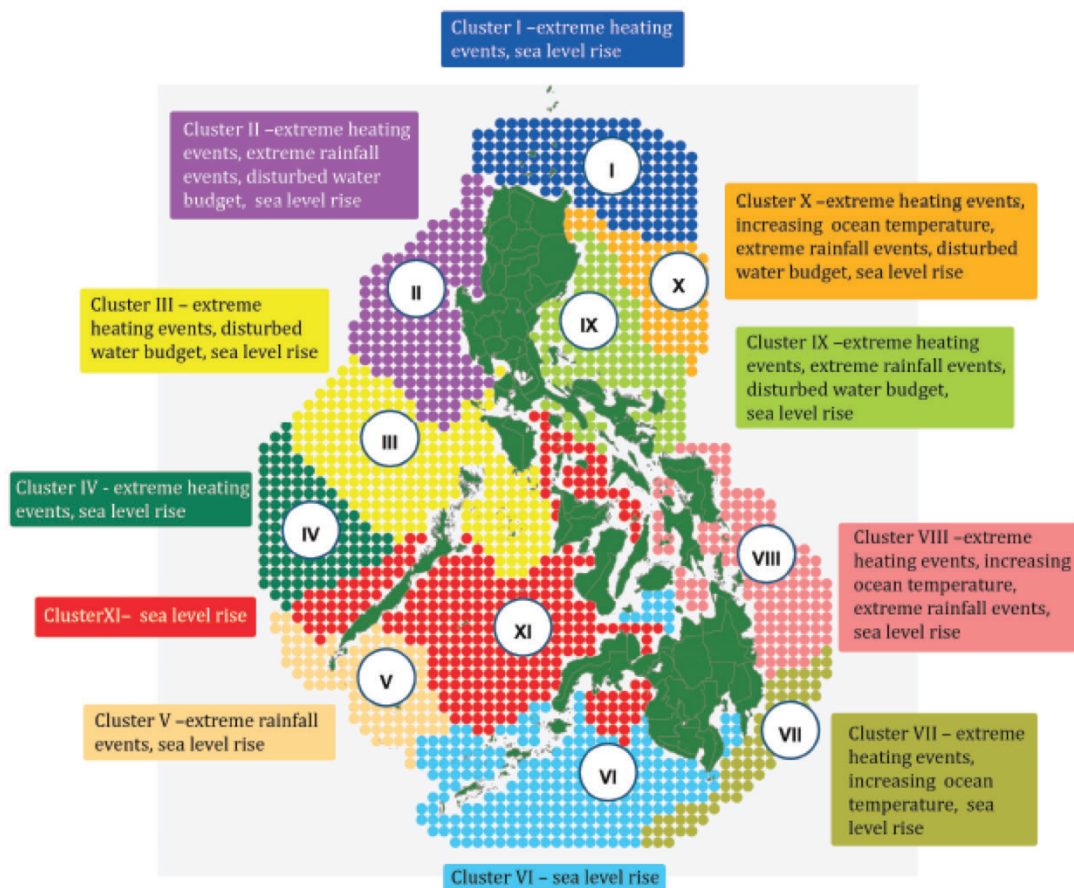 Cluster I –extreme heating
events, sea level rise
Cluster II –extreme heating
events, extreme rainfall
events, disturbed water
budget, sea level rise
I
Cluster X –extreme heating events,
increasing ocean temperature,
extreme rainfall events, disturbed
water budget, sea level rise
II
X
Cluster III – extreme
heating events, disturbed
water budget, sea level rise
IX
Cluster IX –extreme heating
events, extreme rainfall events,
disturbed water budget,
sea level rise
III
Cluster IV - extreme heating
events, sea level rise
IV
VIII
Cluster VIII –extreme
heating events, increasing
ocean temperature,
extreme rainfall events,
sea level rise
ClusterXI– sea level rise
XI
V
Cluster V –extreme rainfall
events, sea level rise
VII
Cluster VII – extreme
heating events,
increasing ocean
temperature, sea
level rise
VI
Cluster VI – sea level rise